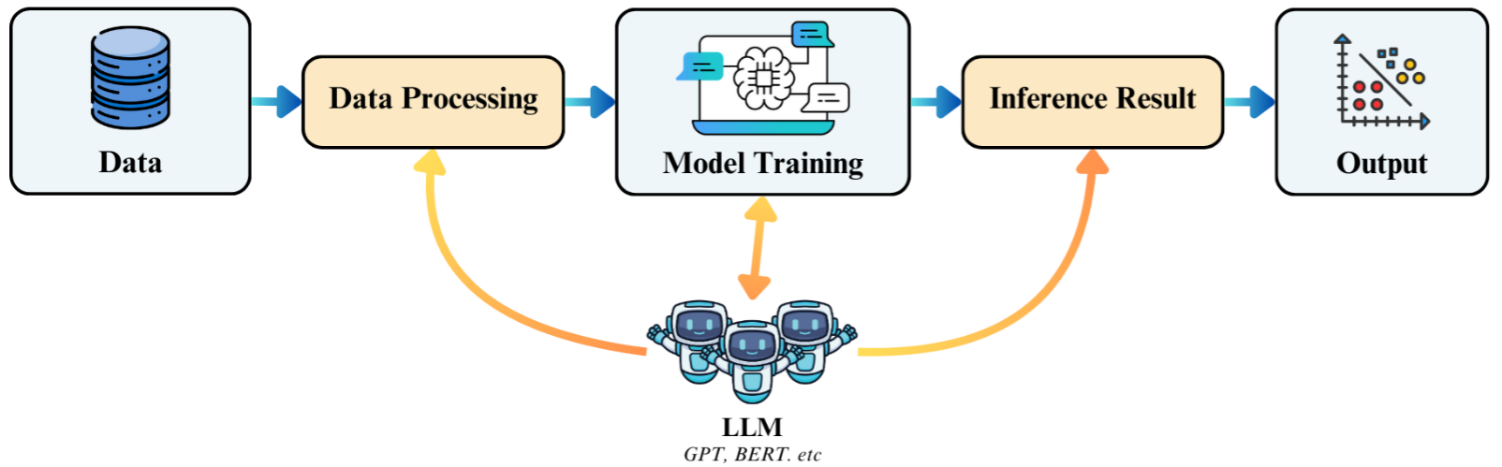 Data
Data Processing
Model Training
Inference Result
Output
LLM
GPT, BERT. etc